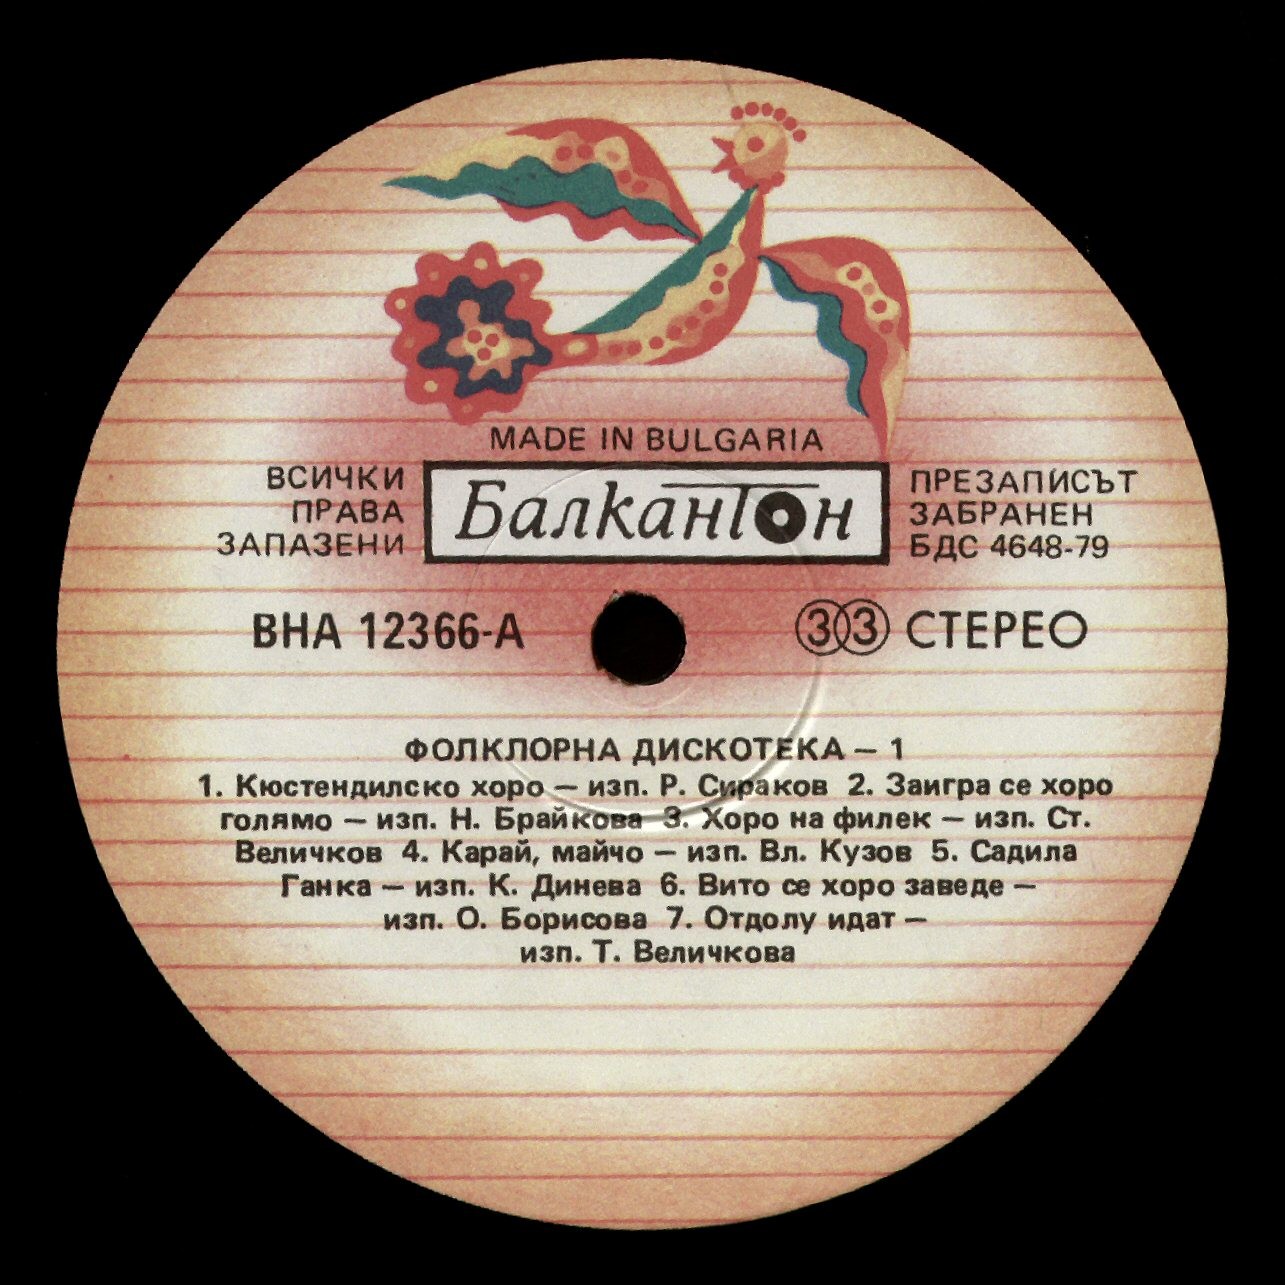 MADE IN BULGARIA
ВСИЧКИ
ПРАВА
ЗАПАЗЕНИ
Балкантон
ПРЕЗАПИСЪТ
ЗАБРАНЕН
БДС 4648-79
ВНА 12366-А
33 СТЕРЕО
ФОЛКЛОРНА ДИСКОТЕКА – 1
1. Кюстендилско хоро – изп. Р. Сираков 2. Заигра се хоро
голямо – изп. Н. Брайкова 3. Хоро на филек – изп. Ст.
Величков 4. Карай, майчо – изп. Вл. Кузов 5. Садила
Ганка – изп. К. Динева 6. Вито се хоро заведе –
изп. О. Борисова 7. Отдолу идат –
изп. Т. Величкова